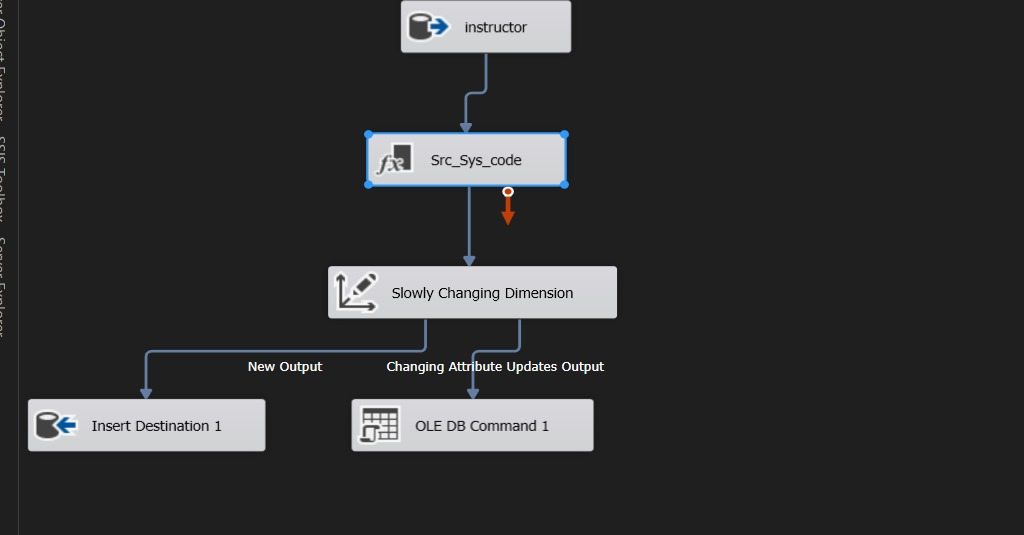 instructor
Src_Sys_code
Slowly Changing Dimension
New Output
Changing Attribute Updates Output
Insert Destination 1
OLE DB Command 1